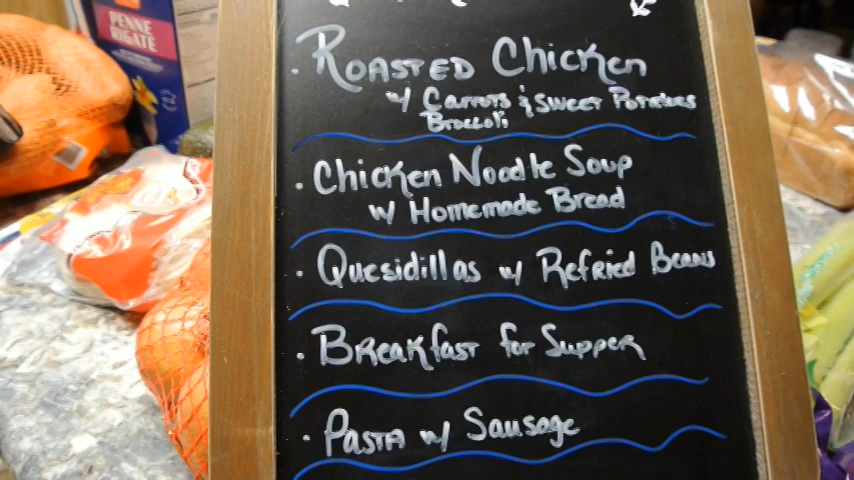 PENNE
RIGATE
· Roasted Chicken
w/ Carrots & Sweet Potatoes
Broccoli
· Chicken Noodle Soup
w/ Homemade Bread
· Quesidillas w/ Refried Beans
· Breakfast for Supper
· Pasta w/ Sausage